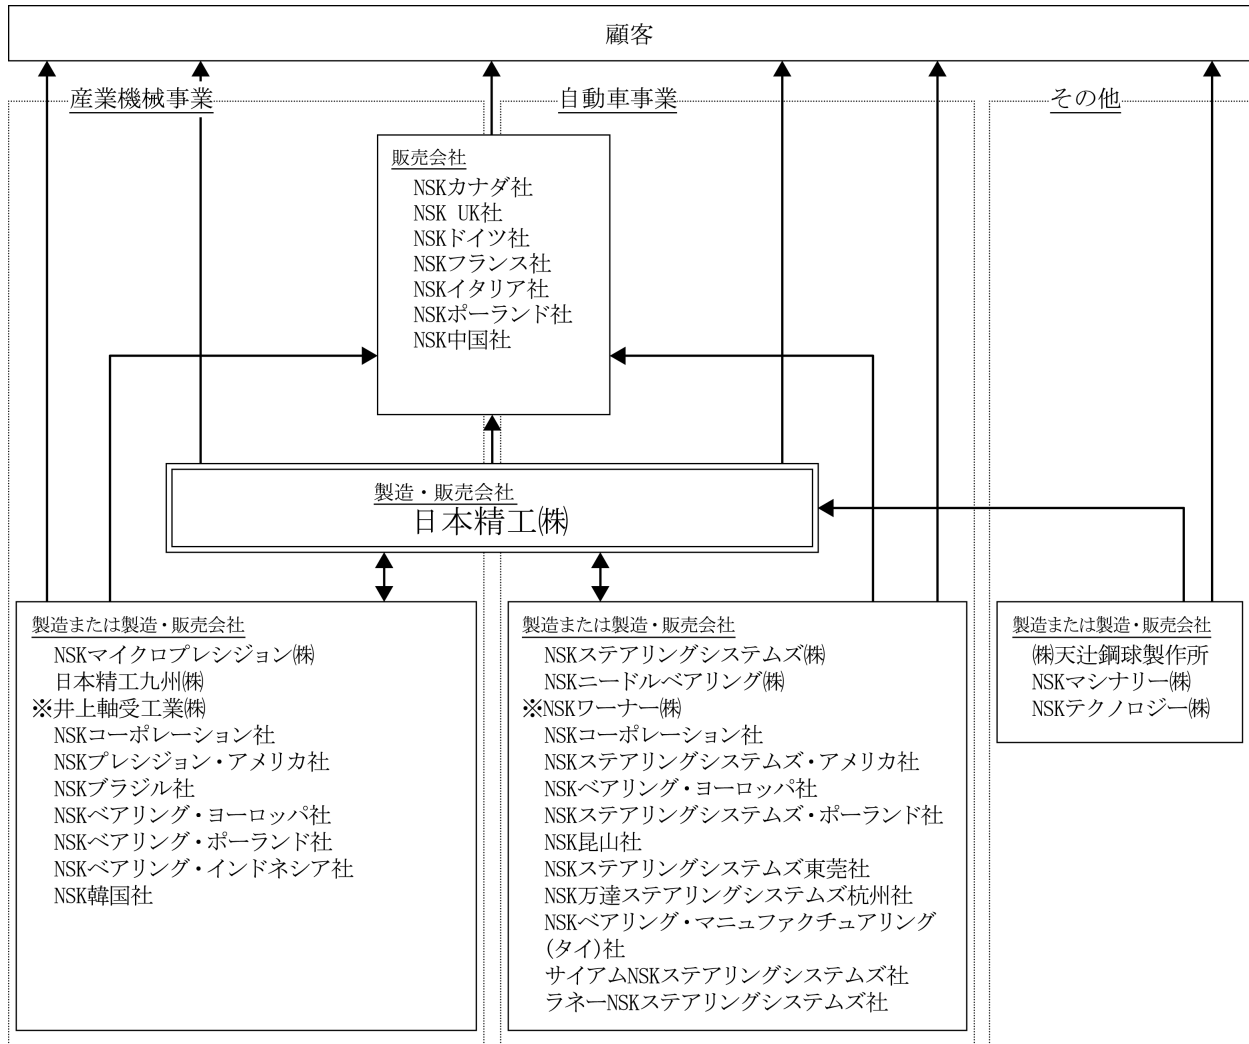 顧客
産業機械事業
自動車事業
その他
販売会社
NSKカナダ社
NSK UK社
NSKドイツ社
NSKフランス社
NSKイタリア社
NSKポーランド社
NSK中国社
製造・販売会社
日本精工㈱
製造または製造・販売会社
NSKマイクロプレシジョン㈱
日本精工九州㈱
※井上軸受工業㈱
NSKコーポレーション社
NSKプレシジョン・アメリカ社
NSKブラジル社
NSKベアリング・ヨーロッパ社
NSKベアリング・ポーランド社
NSKベアリング・インドネシア社
NSK韓国社
製造または製造・販売会社
NSKステアリングシステムズ㈱
NSKニードルベアリング㈱
※NSKワーナー㈱
NSKコーポレーション社
NSKステアリングシステムズ・アメリカ社
NSKベアリング・ヨーロッパ社
NSKステアリングシステムズ・ポーランド社
NSK昆山社
NSKステアリングシステムズ東莞社
NSK万達ステアリングシステムズ杭州社
NSKベアリング・マニュファクチュアリング
(タイ)社
サイアムNSKステアリングシステムズ社
ラネーNSKステアリングシステムズ社
製造または製造・販売会社
㈱天辻鋼球製作所
NSKマシナリー㈱
NSKテクノロジー㈱